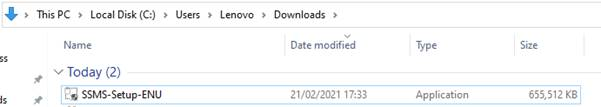 This PC > Local Disk (C:) > Users > Lenovo > Downloads
Name Date modified Type Size
Today (2)
SSMS-Setup-ENU 21/02/2021 17:33 Application 655,512 KB